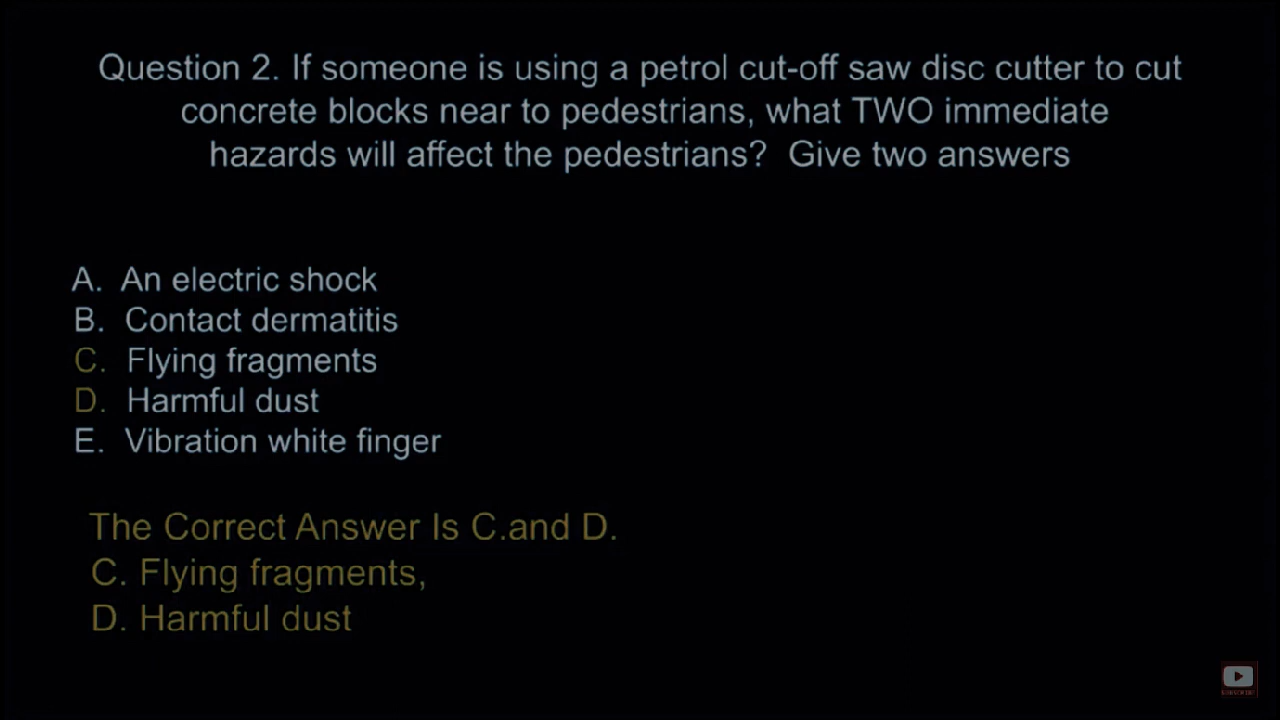 Question 2. If someone is using a petrol cut-off saw disc cutter to cut
concrete blocks near to pedestrians, what TWO immediate
hazards will affect the pedestrians?  Give two answers
A. An electric shock
B. Contact dermatitis
C. Flying fragments
D. Harmful dust
E. Vibration white finger
The Correct Answer Is C.and D.
C. Flying fragments,
D. Harmful dust
SUBSCRIBE